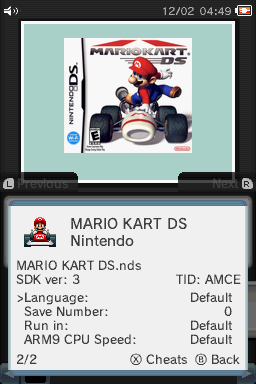 12/02 04:49
NINTENDO DS
MARIOKART
DS
EVERYONE
E
L Previous
Next R
MARIO KART DS
Nintendo
MARIO KART DS.nds
SDK ver: 3 TID: AMCE
>Language: Default
Save Number: 0
Run in: Default
ARM9 CPU Speed: Default
2/2 X Cheats B Back